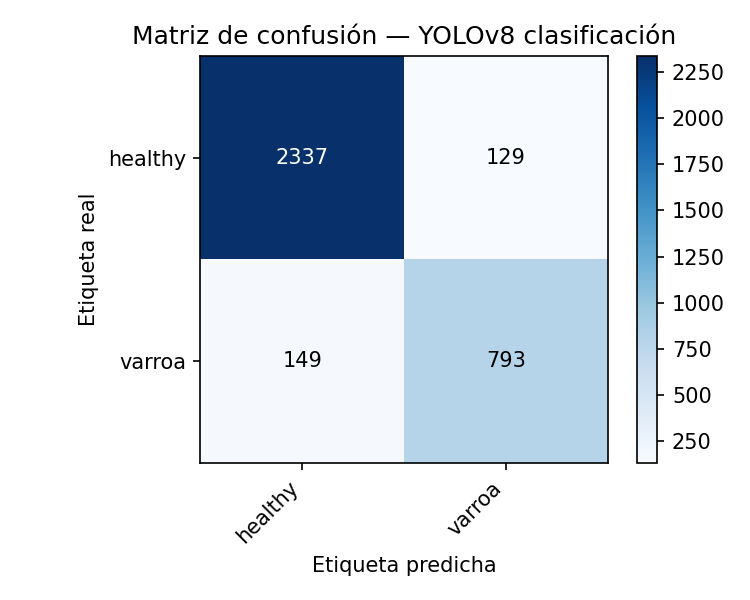 Matriz de confusión — YOLOv8 clasificación
Etiqueta real
healthy
varroa
2337
129
149
793
healthy
varroa
Etiqueta predicha
2250
2000
1750
1500
1250
1000
750
500
250